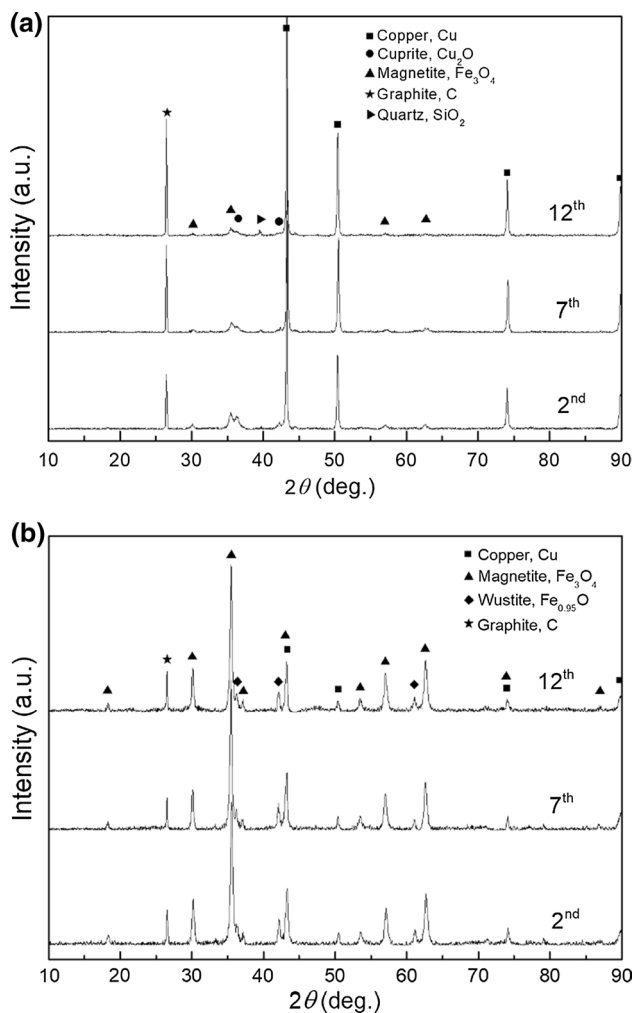 (a)
Intensity (a.u.)
Copper, Cu
Cuprite, Cu2O
Magnetite, Fe3O4
Graphite, C
Quartz, SiO2
12th
7th
2nd
10 20 30 40 50 60 70 80 90
2θ (deg.)
(b)
Intensity (a.u.)
Copper, Cu
Magnetite, Fe3O4
Wustite, Fe0.95O
Graphite, C
12th
7th
2nd
10 20 30 40 50 60 70 80 90
2θ (deg.)